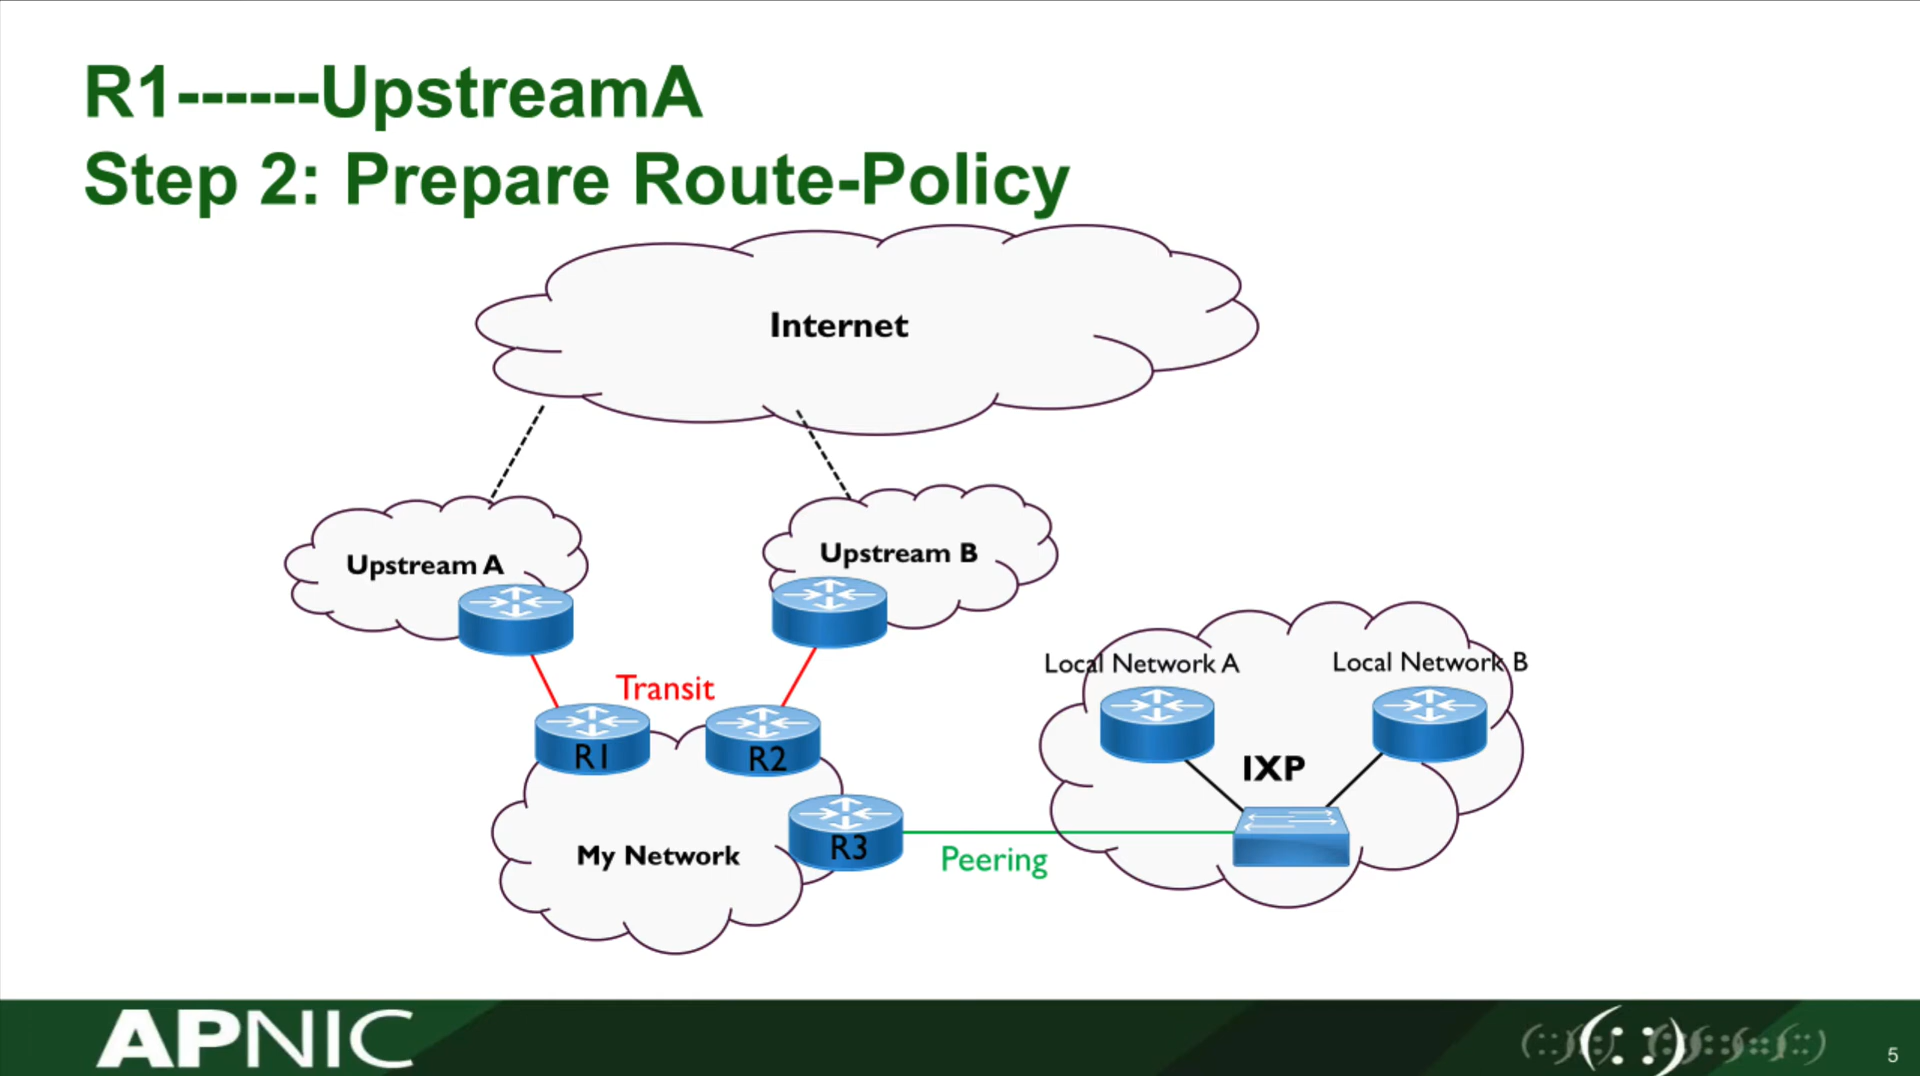 R1------UpstreamA
Step 2: Prepare Route-Policy
Internet
Upstream A
Upstream B
Transit
Local Network A
Local Network B
R1
R2
IXP
R3
My Network
Peering
APNIC
5